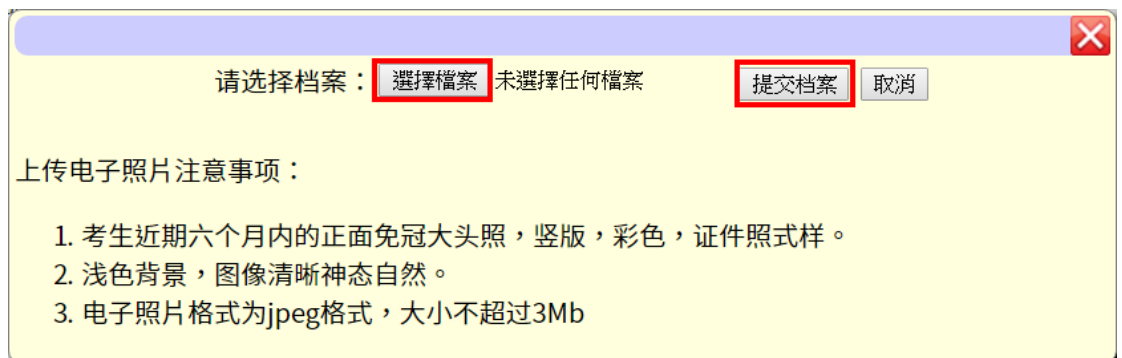 请选择档案： 選擇檔案 未選擇任何檔案 提交档案 取消
上传电子照片注意事项：
1. 考生近期六个月内的正面免冠大头照，竖版，彩色，证件照式样。
2. 浅色背景，图像清晰神态自然。
3. 电子照片格式为jpeg格式，大小不超过3Mb